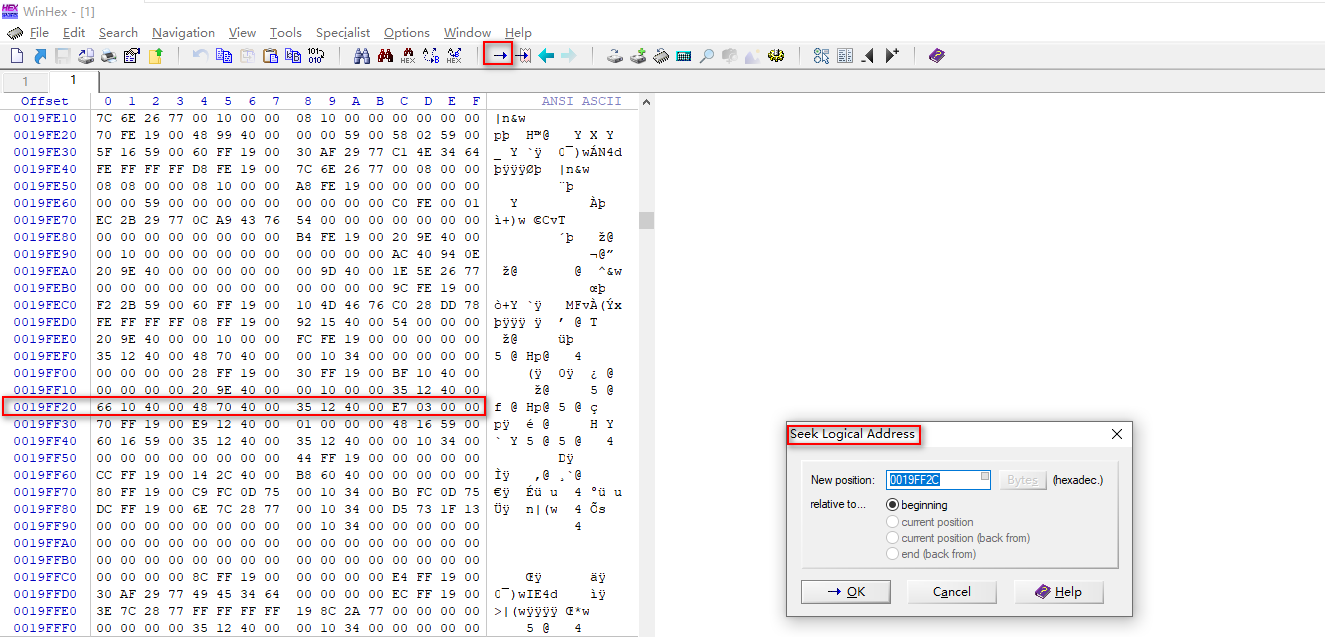 WinHex - [1]
File Edit Search Navigation View Tools Specialist Options Window Help
1 1
Offset 0 1 2 3 4 5 6 7 8 9 A B C D E F ANSI ASCII
0019FE10 7C 6E 26 77 00 10 00 00 08 10 00 00 00 00 00 00 |n&w
0019FE20 70 FE 19 00 48 99 40 00 00 00 59 00 58 02 59 00 pþ H™@ Y X Y
0019FE30 5F 16 59 00 60 FF 19 00 30 AF 29 77 C1 4E 34 64 _ Y `ÿ 0¯)wÁN4d
0019FE40 FE FF FF FF D8 FE 19 00 7C 6E 26 77 00 08 00 00 þÿÿÿØþ |n&w
0019FE50 08 08 00 00 08 10 00 00 A8 FE 19 00 00 00 00 00 ¨þ
0019FE60 00 00 59 00 00 00 00 00 00 00 00 00 C0 FE 00 01 Y Àþ
0019FE70 EC 2B 29 77 0C A9 43 76 54 00 00 00 00 00 00 00 ì+)w ©CvT
0019FE80 00 00 00 00 00 00 00 00 B4 FE 19 00 20 9E 40 00 ´þ ž@
0019FE90 00 10 00 00 00 00 00 00 00 00 00 00 AC 40 94 0E ¬@”
0019FEA0 20 9E 40 00 00 00 00 00 00 9D 40 00 1E 5E 26 77 ž@ @ ^&w
0019FEB0 00 00 00 00 00 00 00 00 00 00 00 00 9C FE 19 00 œþ
0019FEC0 F2 2B 59 00 60 FF 19 00 10 4D 46 76 C0 28 DD 78 ò+Y `ÿ MFvÀ(Ýx
0019FED0 FE FF FF FF 08 FF 19 00 92 15 40 00 54 00 00 00 þÿÿÿ ÿ ’ @ T
0019FEE0 20 9E 40 00 00 10 00 00 FC FE 19 00 00 00 00 00 ž@ üþ
0019FEF0 35 12 40 00 48 70 40 00 00 10 34 00 00 00 00 00 5 @ Hp@ 4
0019FF00 00 00 00 00 28 FF 19 00 30 FF 19 00 BF 10 40 00 (ÿ 0ÿ ¿ @
0019FF10 00 00 00 00 20 9E 40 00 00 10 00 00 35 12 40 00 ž@ 5 @
0019FF20 66 10 40 00 48 70 40 00 35 12 40 00 E7 03 00 00 f @ Hp@ 5 @ ç
0019FF30 70 FF 19 00 E9 12 40 00 01 00 00 00 48 16 59 00 pÿ é @ H Y
0019FF40 60 16 59 00 35 12 40 00 35 12 40 00 00 10 34 00 ` Y 5 @ 5 @ 4
0019FF50 00 00 00 00 00 00 00 00 44 FF 19 00 00 00 00 00 Dÿ
0019FF60 CC FF 19 00 14 2C 40 00 B8 60 40 00 00 00 00 00 Ìÿ ,@ ¸`@
0019FF70 80 FF 19 00 C9 FC 0D 75 00 10 34 00 B0 FC 0D 75 €ÿ Éü u 4 °ü u
0019FF80 DC FF 19 00 6E 7C 28 77 00 10 34 00 D5 73 1F 13 Üÿ n|(w 4 Õs
0019FF90 00 00 00 00 00 00 00 00 00 10 34 00 00 00 00 00 4
0019FFA0 00 00 00 00 00 00 00 00 00 00 00 00 00 00 00 00
0019FFB0 00 00 00 00 00 00 00 00 00 00 00 00 00 00 00 00
0019FFC0 00 00 00 00 8C FF 19 00 00 00 00 00 E4 FF 19 00 Œÿ äÿ
0019FFD0 30 AF 29 77 49 45 34 64 00 00 00 00 EC FF 19 00 0¯)wIE4d ìÿ
0019FFE0 3E 7C 28 77 FF FF FF FF 19 8C 2A 77 00 00 00 00 >|(wÿÿÿÿ Œ*w
0019FFF0 00 00 00 00 35 12 40 00 00 10 34 00 00 00 00 00 5 @ 4
Seek Logical Address
New position: 0019FF2C Bytes (hexadec.)
relative to... beginning
current position
current position (back from)
end (back from)
→ OK Cancel Help